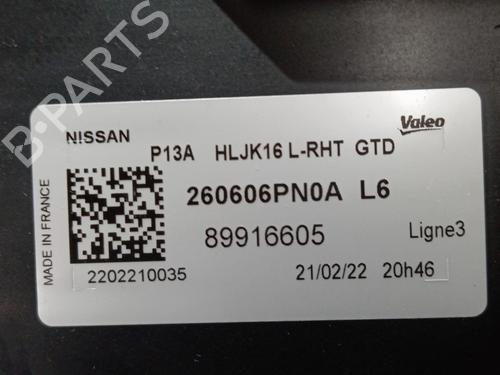 B-PARTS
NISSAN
Valeo
P13A HLJK16 L-RHT GTD
260606PN0A L6
89916605
Ligne3
2202210035
21/02/22 20h46
MADE IN FRANCE